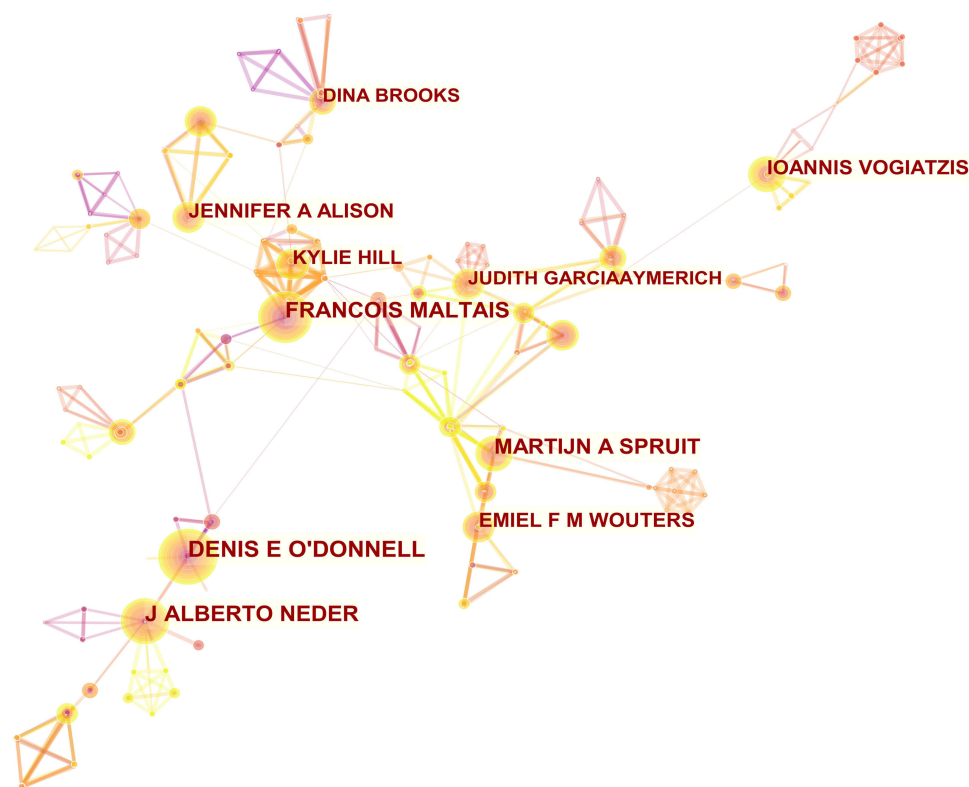 DINA BROOKS
IOANNIS VOGIATZIS
JENNIFER A ALISON
KYLIE HILL
JUDITH GARCIAAYMERICH
FRANCOIS MALTAIS
MARTIJN A SPRUIT
EMIEL F M WOUTERS
DENIS E O'DONNELL
J ALBERTO NEDER